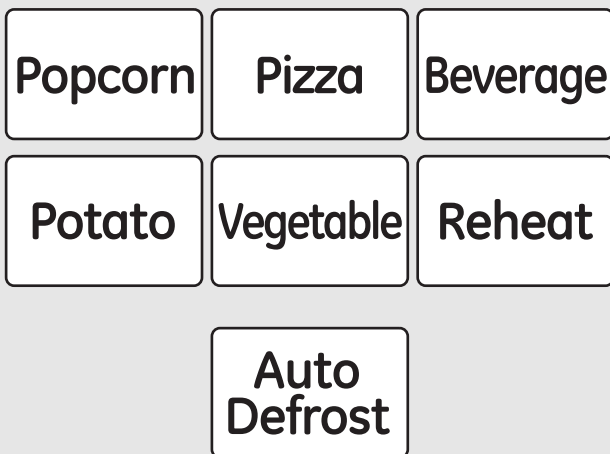 Popcorn
Pizza
Beverage
Potato
Vegetable
Reheat
Auto
Defrost